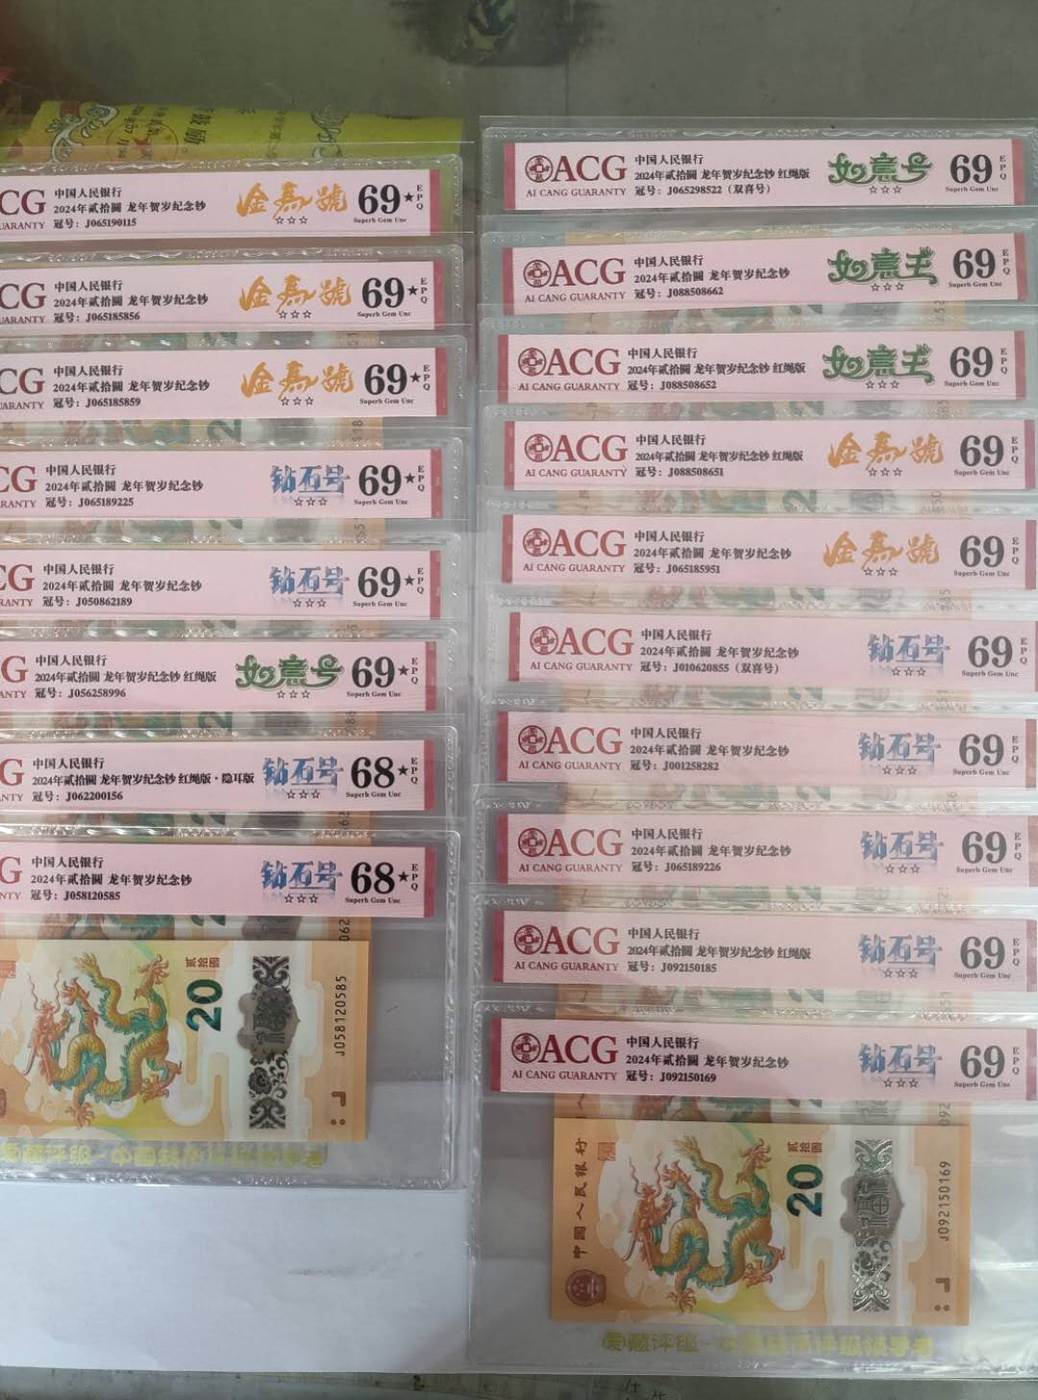 CG
UARANTY
中国人民银行
2024年贰拾圆 龙年贺岁纪念钞
冠号：J065190115
金马號
☆☆☆
69★
EPQ
Superb Gem Unc
CG
UARANTY
中国人民银行
2024年贰拾圆 龙年贺岁纪念钞
冠号：J065185856
金马號
☆☆☆
69★
EPQ
Superb Gem Unc
CG
ARANTY
中国人民银行
2024年贰拾圆 龙年贺岁纪念钞
冠号：J065185859
金马號
☆☆☆
69★
EPQ
Superb Gem Unc
CG
RANTY
中国人民银行
2024年贰拾圆 龙年贺岁纪念钞
冠号：J065189225
钻石号
☆☆☆
69★
EPQ
Superb Gem Unc
CG
RANTY
中国人民银行
2024年贰拾圆 龙年贺岁纪念钞
冠号：J050862189
钻石号
☆☆☆
69★
EPQ
Superb Gem Unc
G
ANTY
中国人民银行
2024年贰拾圆 龙年贺岁纪念钞 红绳版
冠号：J056258996
如意号
☆☆☆
69★
EPQ
Superb Gem Unc
G
NTY
中国人民银行
2024年贰拾圆 龙年贺岁纪念钞 红绳版·隐耳版
冠号：J062200156
钻石号
☆☆☆
68★
EPQ
Superb Gem Unc
G
NTY
中国人民银行
2024年贰拾圆 龙年贺岁纪念钞
冠号：J058120585
钻石号
☆☆☆
68★
EPQ
Superb Gem Unc
贰拾圆
20
J058120585
ACG
AI CANG GUARANTY
中国人民银行
2024年贰拾圆 龙年贺岁纪念钞 红绳版
冠号：J065298522（双喜号）
如意号
☆☆☆
69
EPQ
Superb Gem Unc
ACG
AI CANG GUARANTY
中国人民银行
2024年贰拾圆 龙年贺岁纪念钞
冠号：J088508662
如意王
☆☆☆
69
EPQ
Superb Gem Unc
ACG
AI CANG GUARANTY
中国人民银行
2024年贰拾圆 龙年贺岁纪念钞 红绳版
冠号：J088508652
如意王
☆☆☆
69
EPQ
Superb Gem Unc
ACG
AI CANG GUARANTY
中国人民银行
2024年贰拾圆 龙年贺岁纪念钞 红绳版
冠号：J088508651
金马號
☆☆☆
69
EPQ
Superb Gem Unc
ACG
AI CANG GUARANTY
中国人民银行
2024年贰拾圆 龙年贺岁纪念钞
冠号：J065185951
金马號
☆☆☆
69
EPQ
Superb Gem Unc
ACG
AI CANG GUARANTY
中国人民银行
2024年贰拾圆 龙年贺岁纪念钞
冠号：J010620855（双喜号）
钻石号
☆☆☆
69
EPQ
Superb Gem Unc
ACG
AI CANG GUARANTY
中国人民银行
2024年贰拾圆 龙年贺岁纪念钞
冠号：J001258282
钻石号
☆☆☆
69
EPQ
Superb Gem Unc
ACG
AI CANG GUARANTY
中国人民银行
2024年贰拾圆 龙年贺岁纪念钞
冠号：J065189226
钻石号
☆☆☆
69
EPQ
Superb Gem Unc
ACG
AI CANG GUARANTY
中国人民银行
2024年贰拾圆 龙年贺岁纪念钞 红绳版
冠号：J092150185
钻石号
☆☆☆
69
EPQ
Superb Gem Unc
ACG
AI CANG GUARANTY
中国人民银行
2024年贰拾圆 龙年贺岁纪念钞
冠号：J092150169
钻石号
☆☆☆
69
EPQ
Superb Gem Unc
中国人民银行
贰拾圆
20
J092150169